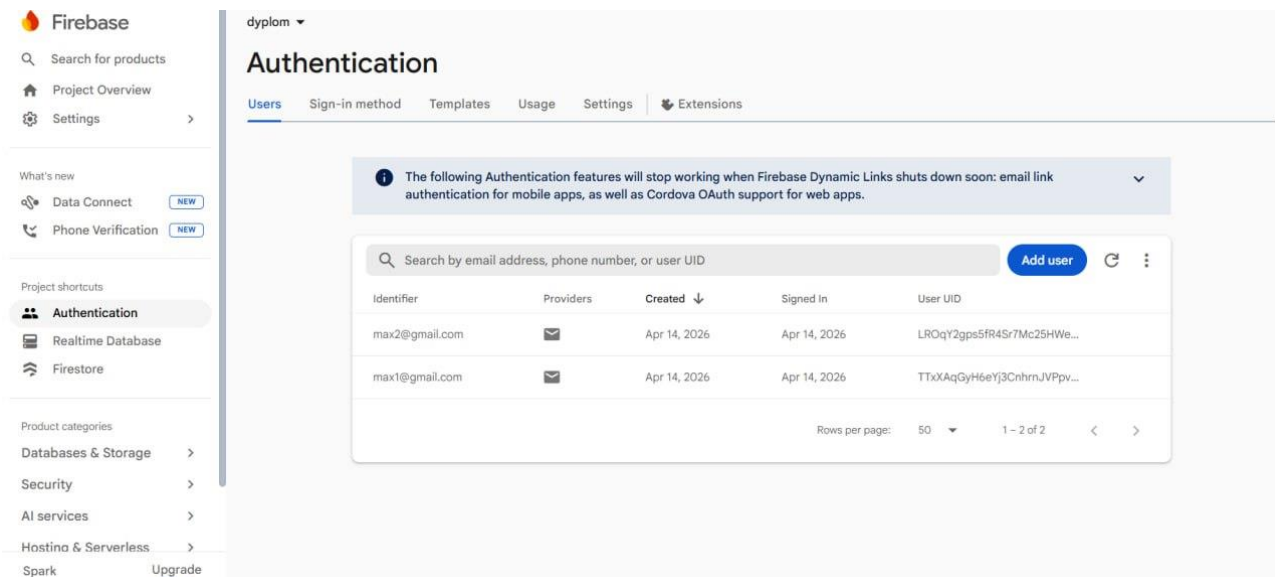 Firebase
Search for products
Project Overview
Settings
What's new
Data Connect NEW
Phone Verification NEW
Project shortcuts
Authentication
Realtime Database
Firestore
Product categories
Databases & Storage
Security
AI services
Hosting & Serverless
Spark Upgrade
dyplom
Authentication
Users Sign-in method Templates Usage Settings Extensions
The following Authentication features will stop working when Firebase Dynamic Links shuts down soon: email link
authentication for mobile apps, as well as Cordova OAuth support for web apps.
Search by email address, phone number, or user UID Add user
Identifier Providers Created Signed In User UID
max2@gmail.com Apr 14, 2026 Apr 14, 2026 LROqY2gps5fR4Sr7Mc25HWe...
max1@gmail.com Apr 14, 2026 Apr 14, 2026 TTxXAqGyH6eYj3CnhrnJVPpv...
Rows per page: 50 1 – 2 of 2